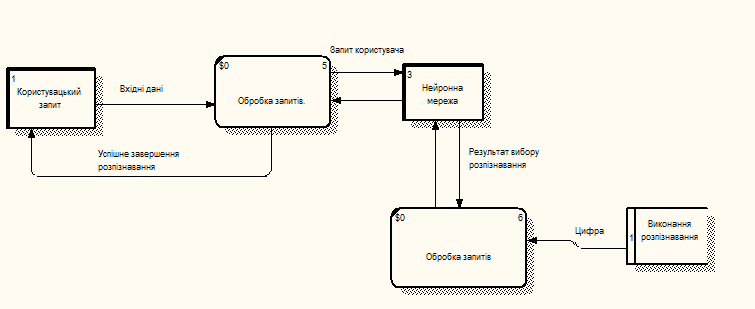 Запит користувача
$0
5
1
3
Користувацький
запит
Вхідні дані
Обробка запитів.
Нейронна
мережа
Успішне завершення
розпізнавання
Результат вибору
розпізнавання
$0
6
Обробка запитів
Цифра
1
Виконання
розпізнавання